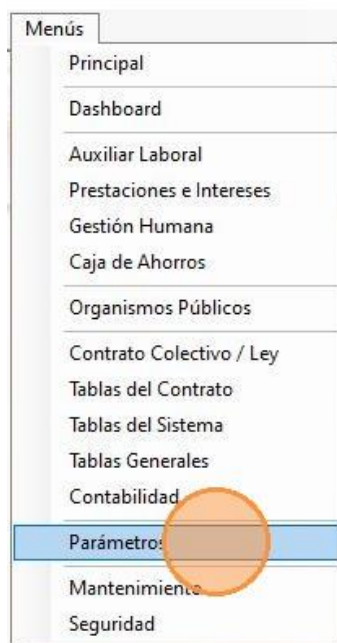 Menús
Principal
Dashboard
Auxiliar Laboral
Prestaciones e Intereses
Gestión Humana
Caja de Ahorros
Organismos Públicos
Contrato Colectivo / Ley
Tablas del Contrato
Tablas del Sistema
Tablas Generales
Contabilidad
Parámetros
Mantenimiento
Seguridad